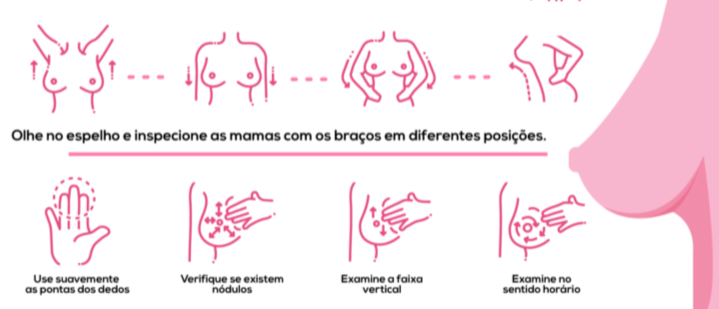 Olhe no espelho e inspecione as mamas com os braços em diferentes posições.
Use suavemente
as pontas dos dedos
Verifique se existem
nódulos
Examine a faixa
vertical
Examine no
sentido horário